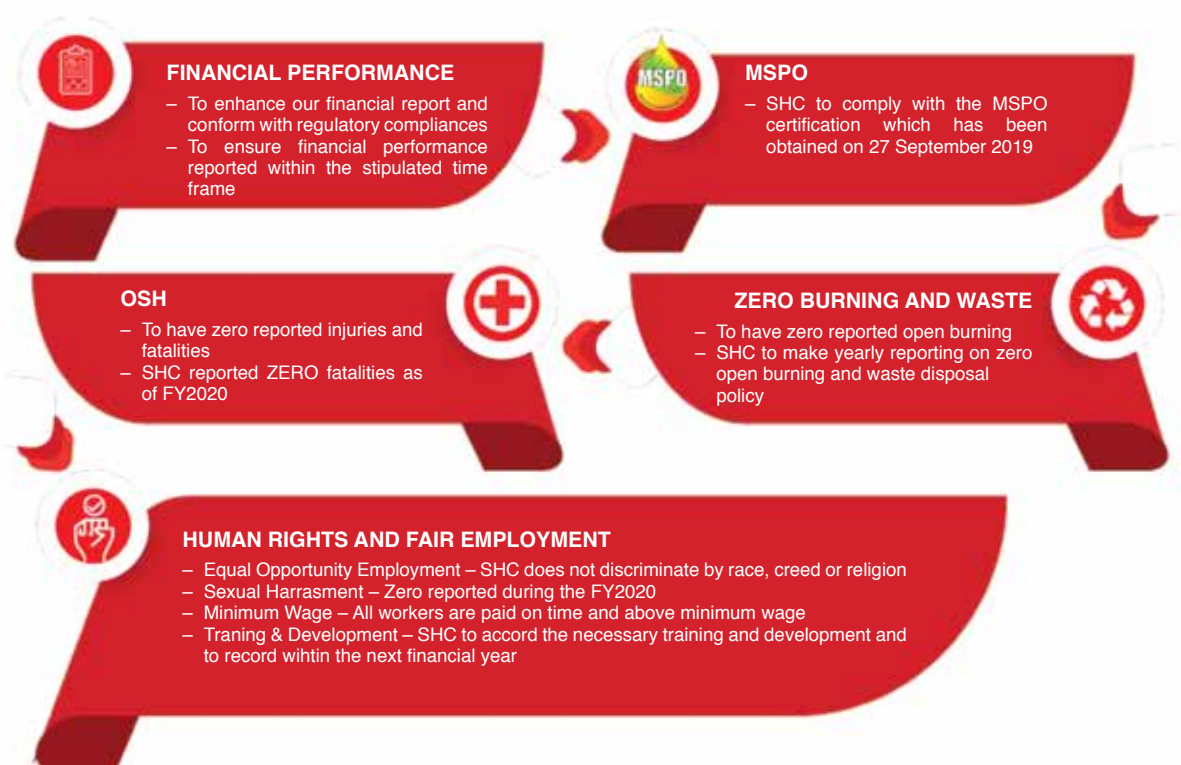 FINANCIAL PERFORMANCE
– To enhance our financial report and
conform with regulatory compliances
– To ensure financial performance
reported within the stipulated time
frame
MSPO
MSPO
– SHC to comply with the MSPO
certification which has been
obtained on 27 September 2019
ZERO BURNING AND WASTE
– To have zero reported open burning
– SHC to make yearly reporting on zero
open burning and waste disposal
policy
OSH
– To have zero reported injuries and
fatalities
– SHC reported ZERO fatalities as
of FY2020
HUMAN RIGHTS AND FAIR EMPLOYMENT
– Equal Opportunity Employment – SHC does not discriminate by race, creed or religion
– Sexual Harrasment – Zero reported during the FY2020
– Minimum Wage – All workers are paid on time and above minimum wage
– Traning & Development – SHC to accord the necessary training and development and
to record wihtin the next financial year